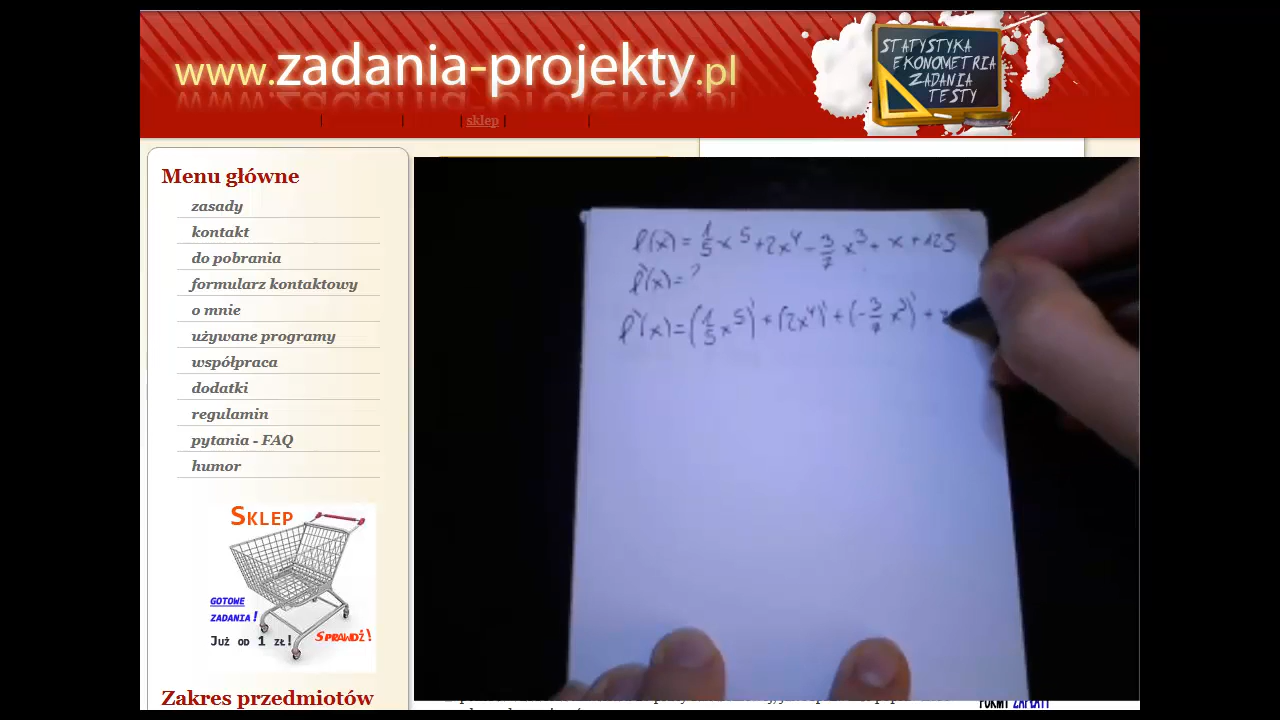 www.zadania-projekty.pl
STATYSTYKA
EKONOMETRIA
ZADANIA
TESTY
sklep
Menu główne
zasady
kontakt
do pobrania
formularz kontaktowy
o mnie
używane programy
współpraca
dodatki
regulamin
pytania - FAQ
humor
SKLEP
GOTOWE
ZADANIA!
JUŻ OD 1 ZŁ!
SPRAWDŹ!
Zakres przedmiotów
f(x) = 1/5 x^5 + 2x^4 - 3/7 x^3 + x + 125
f'(x) = ?
f'(x) = (1/5 x^5)' + (2x^4)' + (-3/7 x^3)' +
FORMY ZAPŁATY